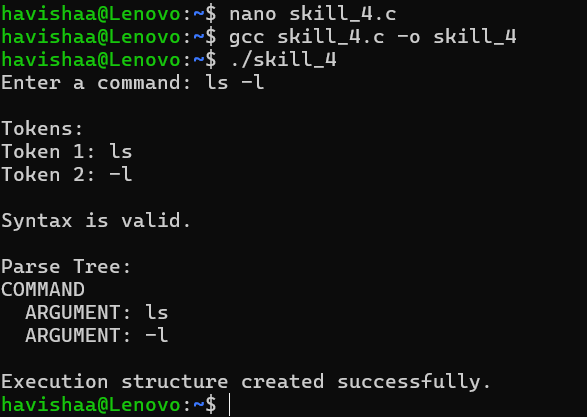 havishaa@Lenovo:~$ nano skill_4.c
havishaa@Lenovo:~$ gcc skill_4.c -o skill_4
havishaa@Lenovo:~$ ./skill_4
Enter a command: ls -l
Tokens:
Token 1: ls
Token 2: -l
Syntax is valid.
Parse Tree:
COMMAND
  ARGUMENT: ls
  ARGUMENT: -l
Execution structure created successfully.
havishaa@Lenovo:~$